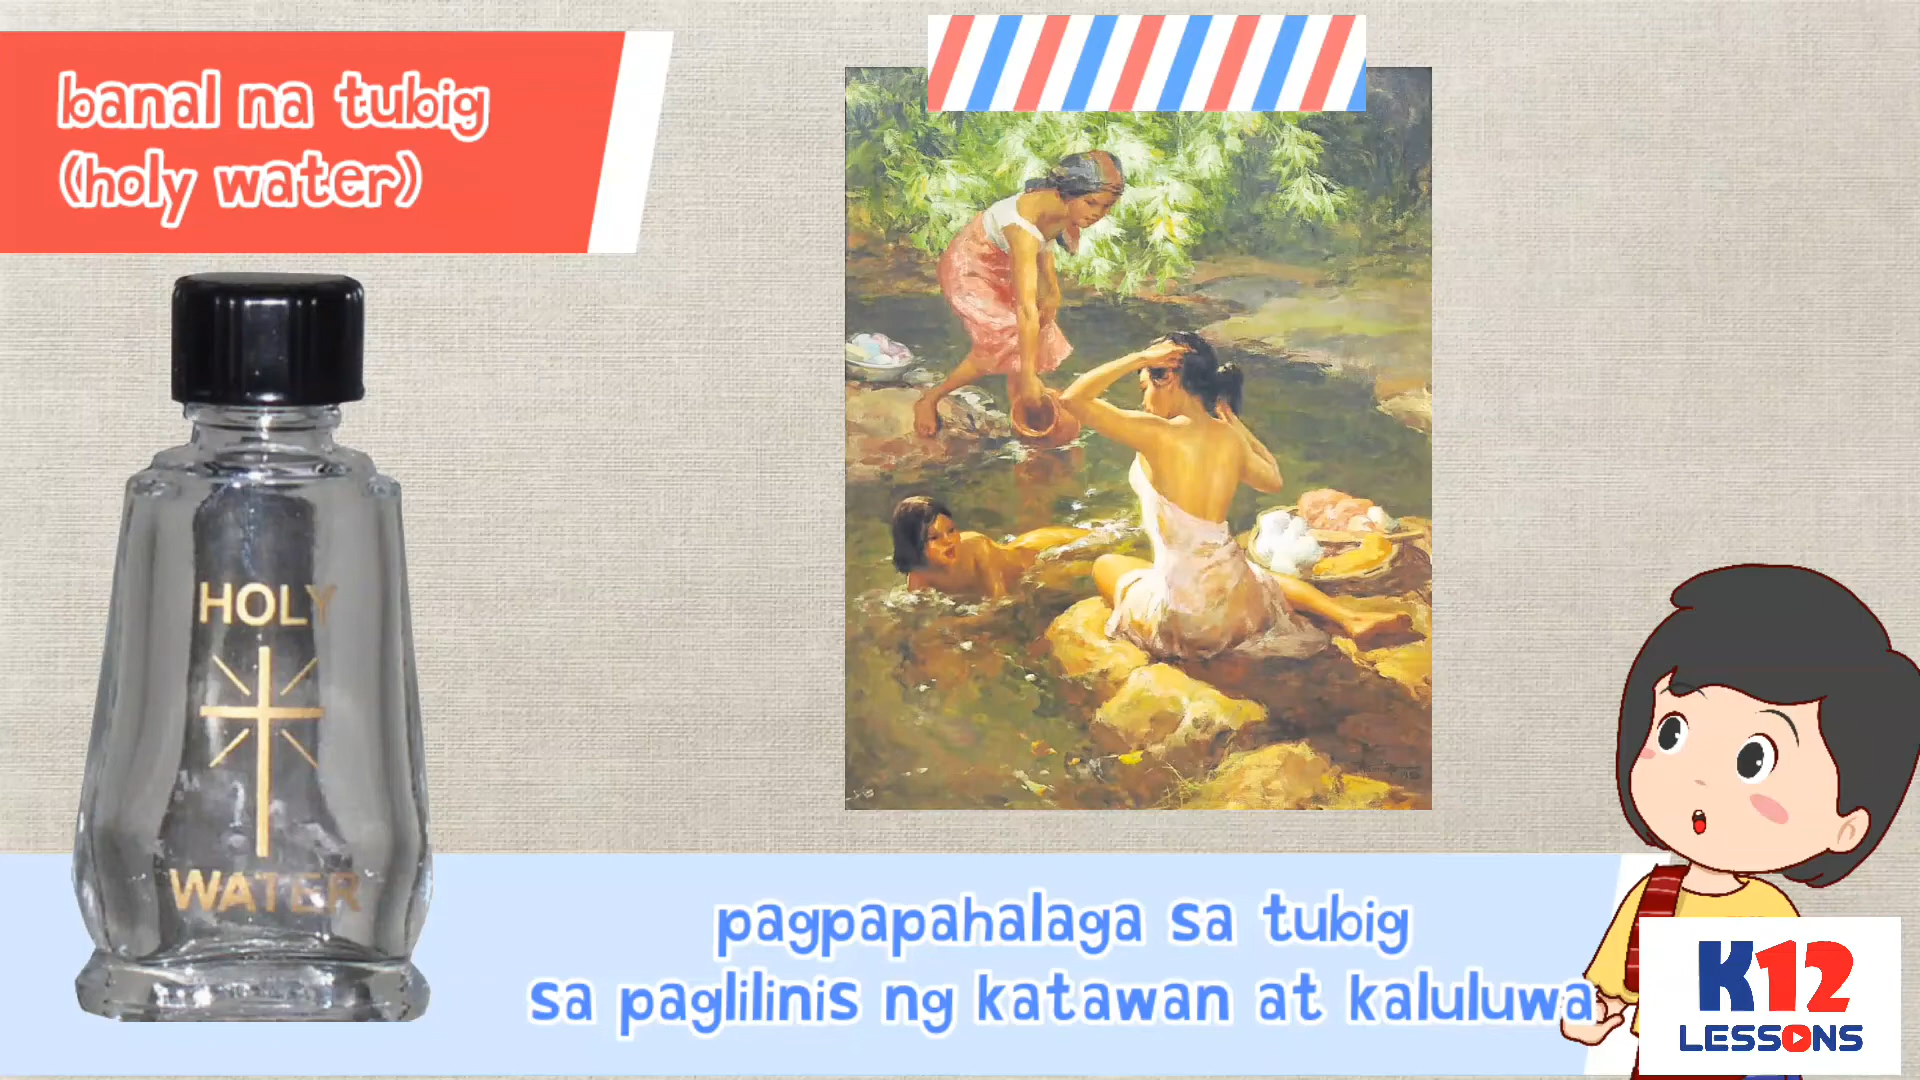 banal na tubig
(holy water)
HOLY
WATER
pagpapahalaga sa tubig
sa paglilinis ng katawan at kaluluwa
K12
LESSONS